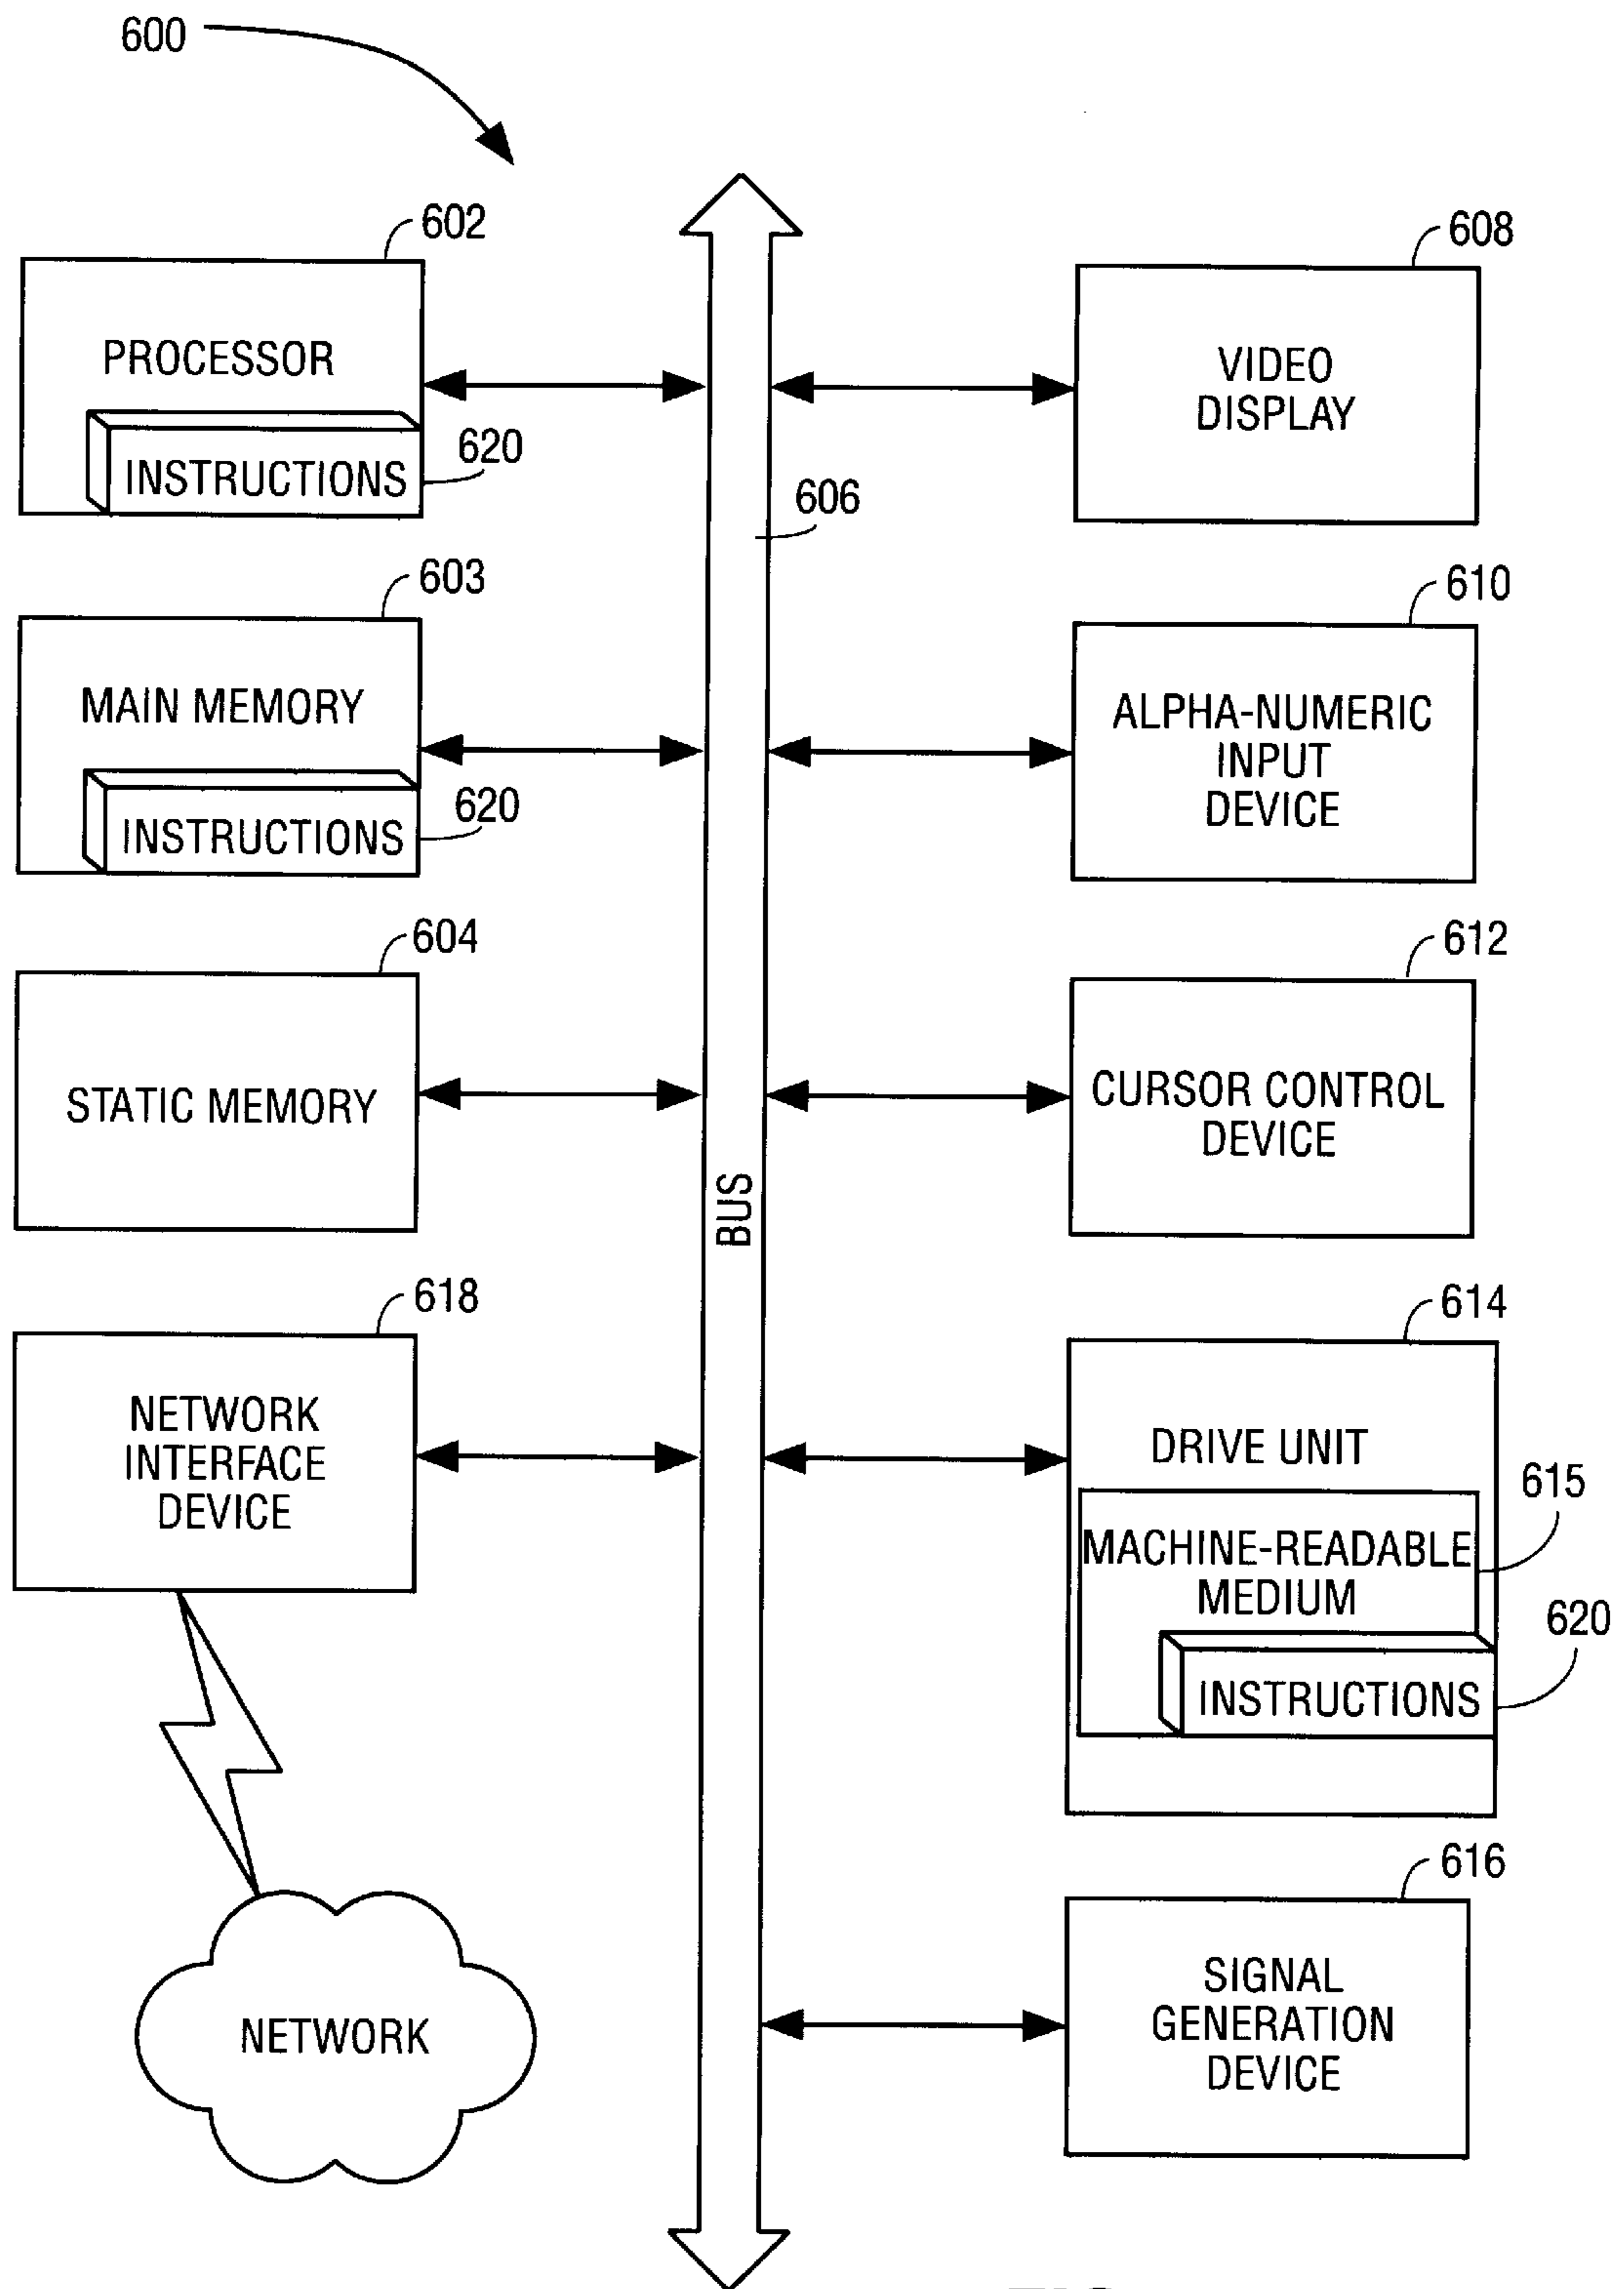 600
602
PROCESSOR
INSTRUCTIONS
620
603
MAIN MEMORY
INSTRUCTIONS
620
604
STATIC MEMORY
618
NETWORK
INTERFACE
DEVICE
NETWORK
606
BUS
608
VIDEO
DISPLAY
610
ALPHA-NUMERIC
INPUT
DEVICE
612
CURSOR CONTROL
DEVICE
614
DRIVE UNIT
615
MACHINE-READABLE
MEDIUM
620
INSTRUCTIONS
616
SIGNAL
GENERATION
DEVICE